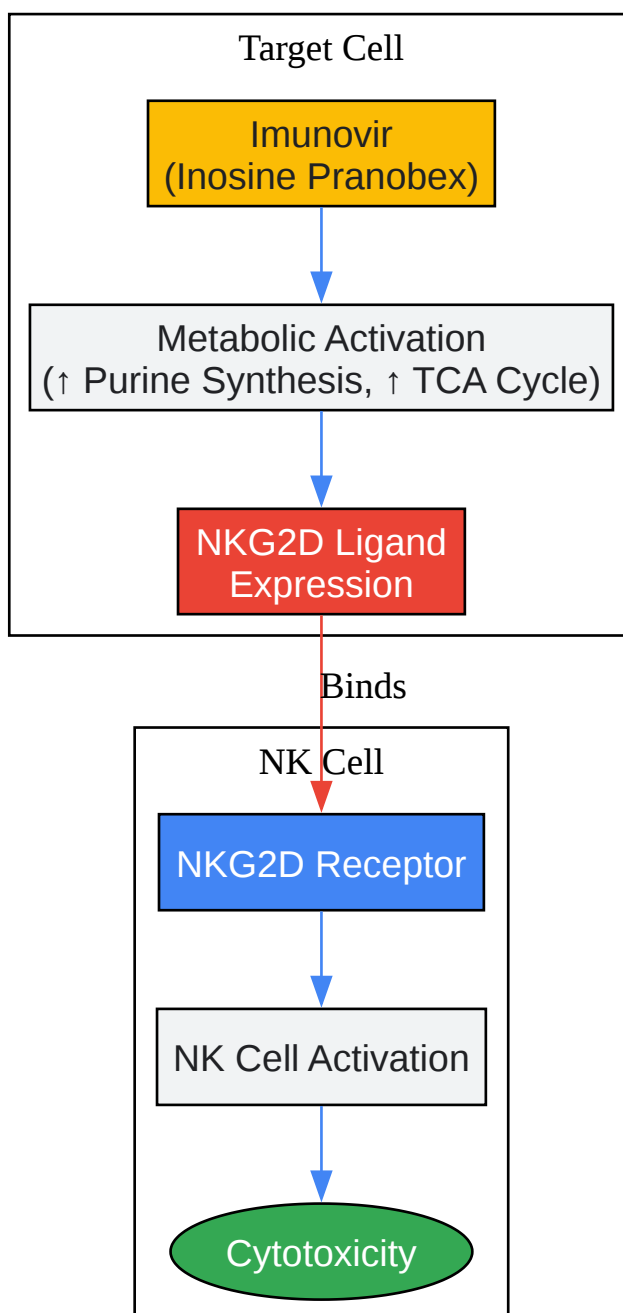 Target Cell
Imunovir
(Inosine Pranobex)
Metabolic Activation
(↑ Purine Synthesis, ↑ TCA Cycle)
NKG2D Ligand
Expression
Binds
NK Cell
NKG2D Receptor
NK Cell Activation
Cytotoxicity